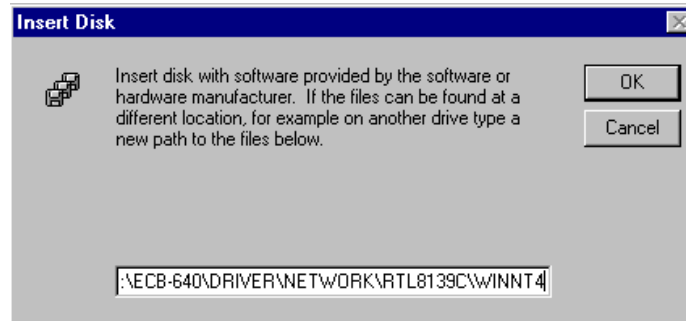 Insert Disk
Insert disk with software provided by the software or
hardware manufacturer. If the files can be found at a
different location, for example on another drive type a
new path to the files below.
OK
Cancel
:\ECB-640\DRIVER\NETWORK\RTL8139C\WINNT4